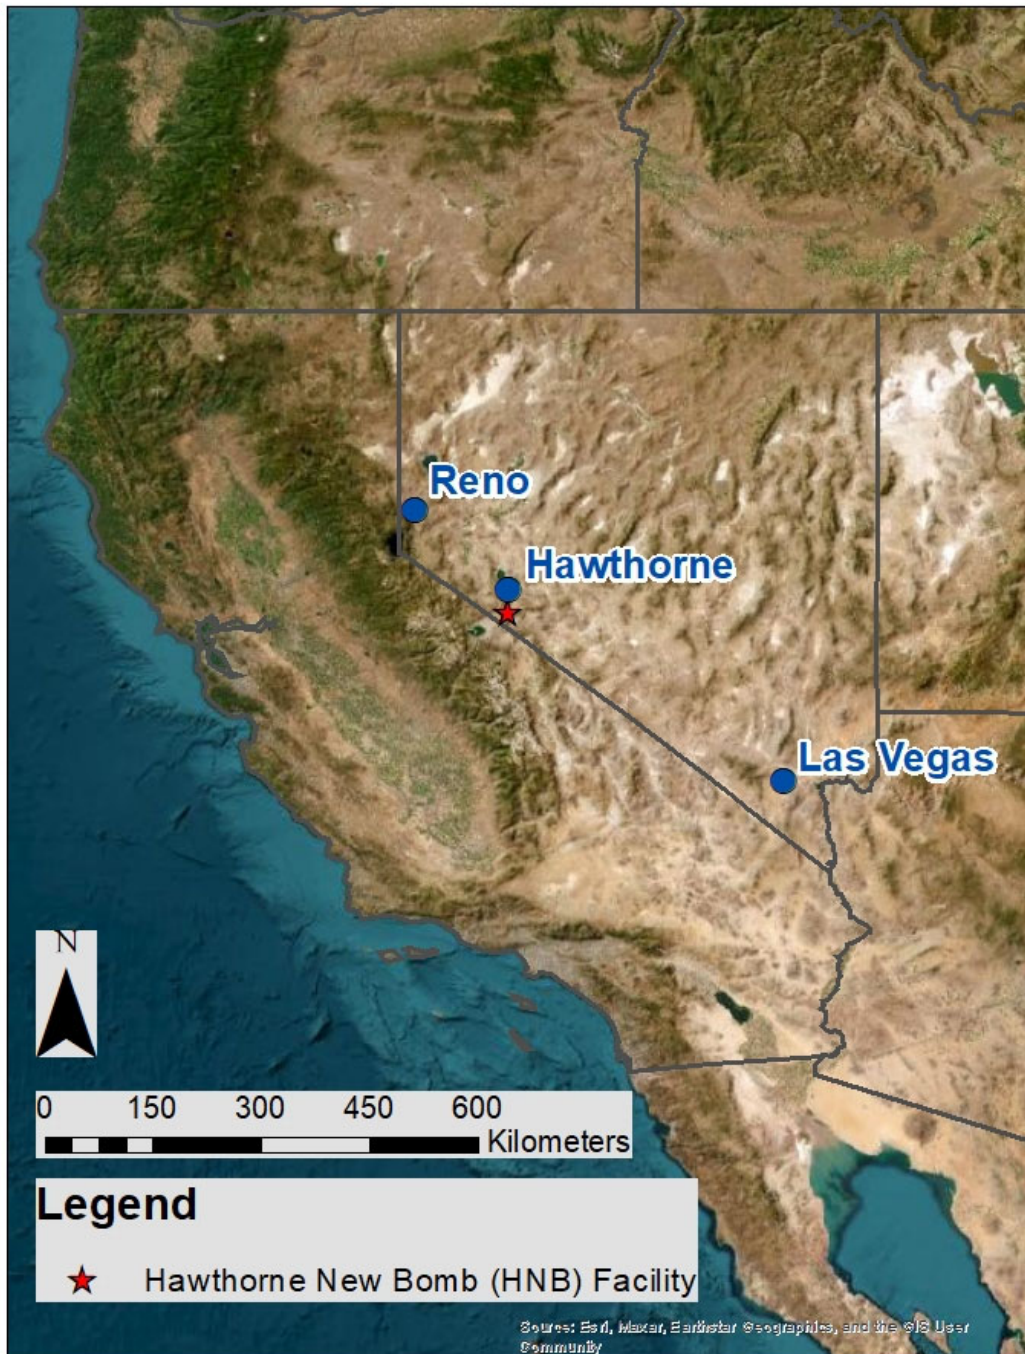 Reno
Hawthorne
Las Vegas
N
0 150 300 450 600
Kilometers
Legend
Hawthorne New Bomb (HNB) Facility
Source: Esri, Maxar, Earthstar Geographics, and the GIS User
Community